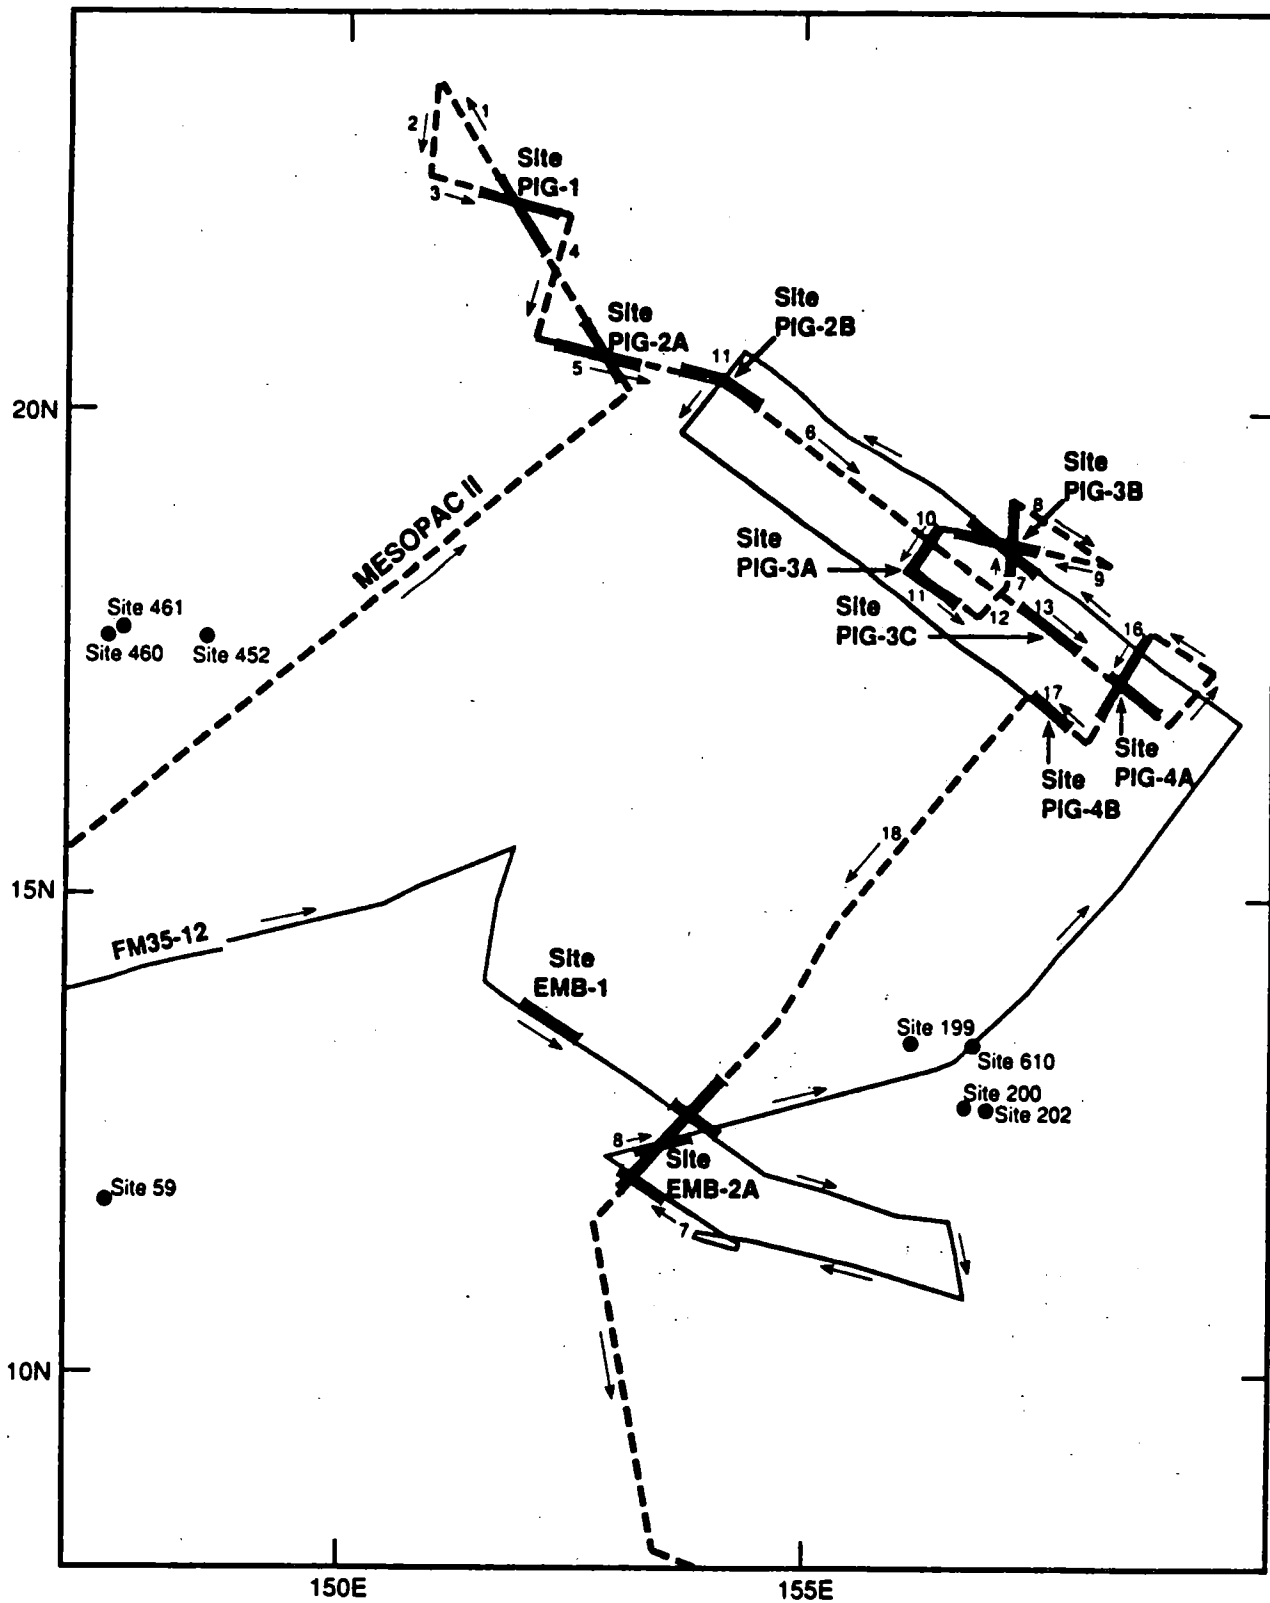 1
2
Site
PIG-1
3
4
Site
PIG-2A
5
Site
PIG-2B
11
20N
6
Site
PIG-3B
8
10
Site
PIG-3A
9
7
11
12
13
Site
PIG-3C
MESOPAC II
Site 461
Site 460
Site 452
16
17
Site
PIG-4A
Site
PIG-4B
18
15N
FM35-12
Site
EMB-1
Site 199
Site 610
Site 200
Site 202
8
Site
EMB-2A
Site 59
7
10N
150E
155E